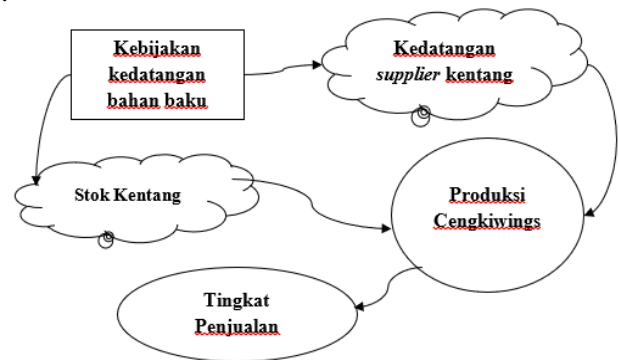 Kebijakan
kedatangan
bahan baku
Kedatangan
supplier kentang
Stok Kentang
Produksi
Cengkiwings
Tingkat
Penjualan